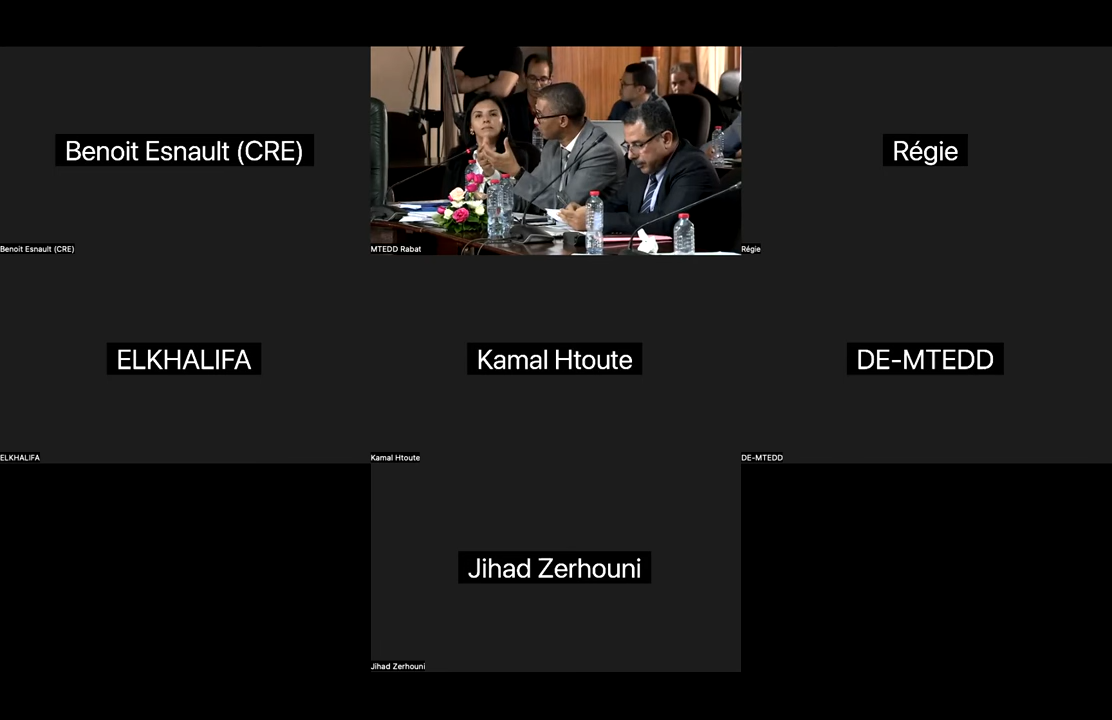 Benoit Esnault (CRE)
Régie
Benoit Esnault (CRE)
MTEDD Rabat
Régie
ELKHALIFA
Kamal Htoute
DE-MTEDD
ELKHALIFA
Kamal Htoute
DE-MTEDD
Jihad Zerhouni
Jihad Zerhouni